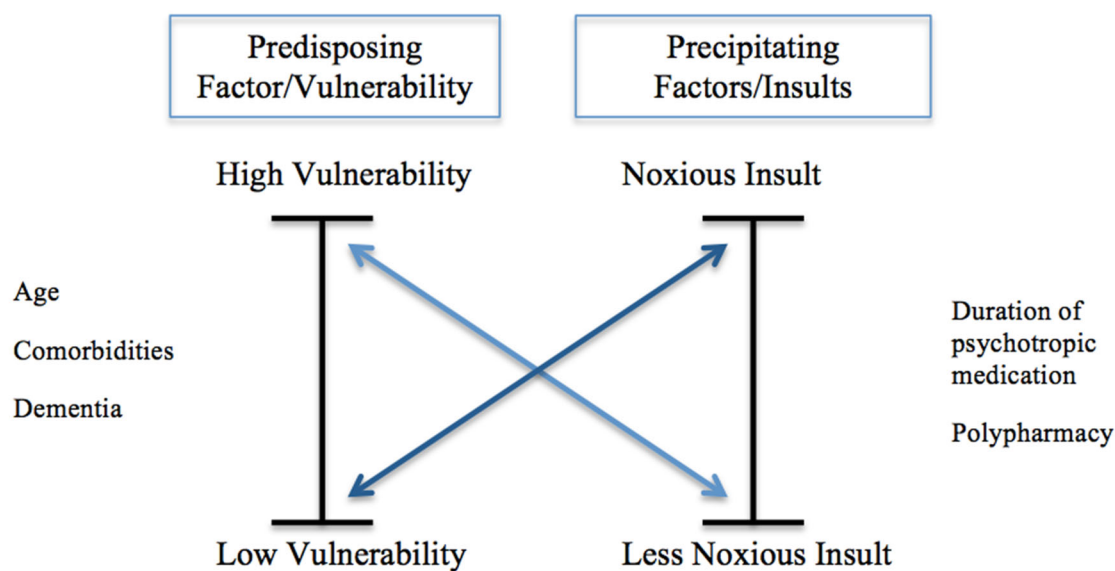 Predisposing
Factor/Vulnerability
Precipitating
Factors/Insults
High Vulnerability
Noxious Insult
Age
Comorbidities
Dementia
Duration of
psychotropic
medication
Polypharmacy
Low Vulnerability
Less Noxious Insult